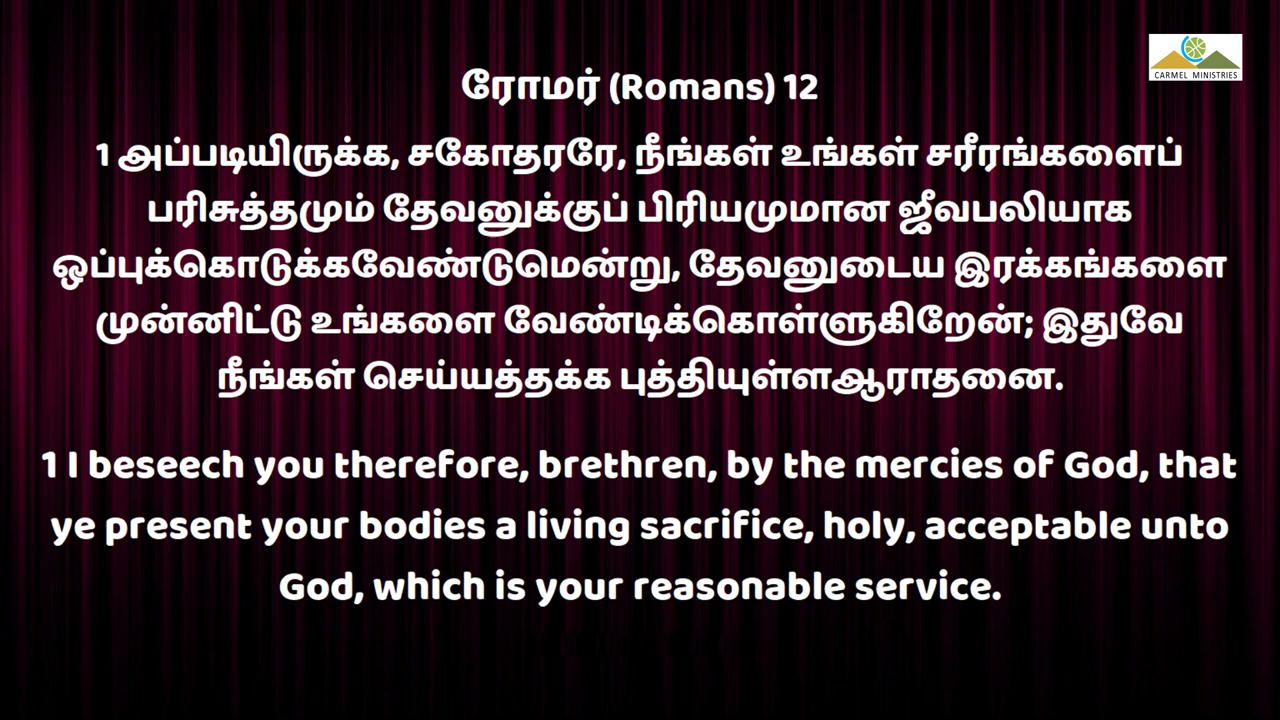 CARMEL MINISTRIES
ரோமர் (Romans) 12
1 அப்படியிருக்க, சகோதரரே, நீங்கள் உங்கள் சரீரங்களைப்
பரிசுத்தமும் தேவனுக்குப் பிரியமுமான ஜீவபலியாக
ஒப்புக்கொடுக்கவேண்டுமென்று, தேவனுடைய இரக்கங்களை
முன்னிட்டு உங்களை வேண்டிக்கொள்ளுகிறேன்; இதுவே
நீங்கள் செய்யத்தக்க புத்தியுள்ளஆராதனை.
1 I beseech you therefore, brethren, by the mercies of God, that
ye present your bodies a living sacrifice, holy, acceptable unto
God, which is your reasonable service.